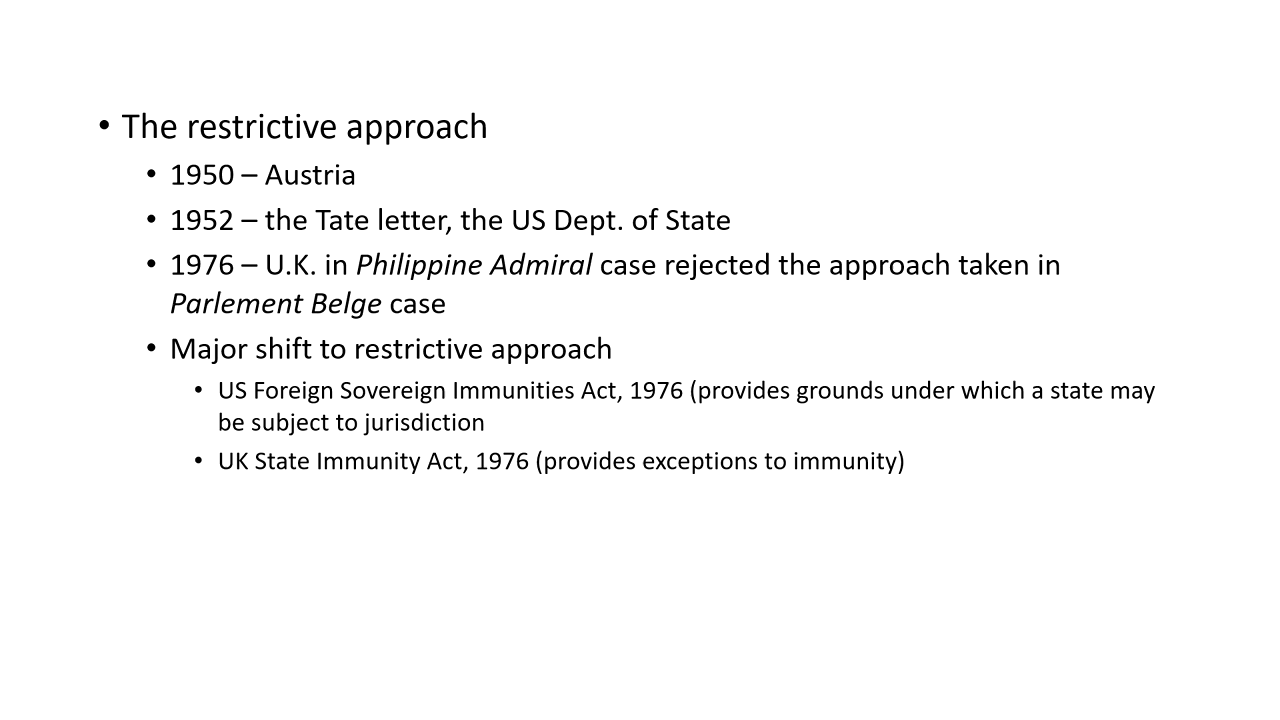 • The restrictive approach
• 1950 – Austria
• 1952 – the Tate letter, the US Dept. of State
• 1976 – U.K. in Philippine Admiral case rejected the approach taken in
Parlement Belge case
• Major shift to restrictive approach
• US Foreign Sovereign Immunities Act, 1976 (provides grounds under which a state may
be subject to jurisdiction
• UK State Immunity Act, 1976 (provides exceptions to immunity)